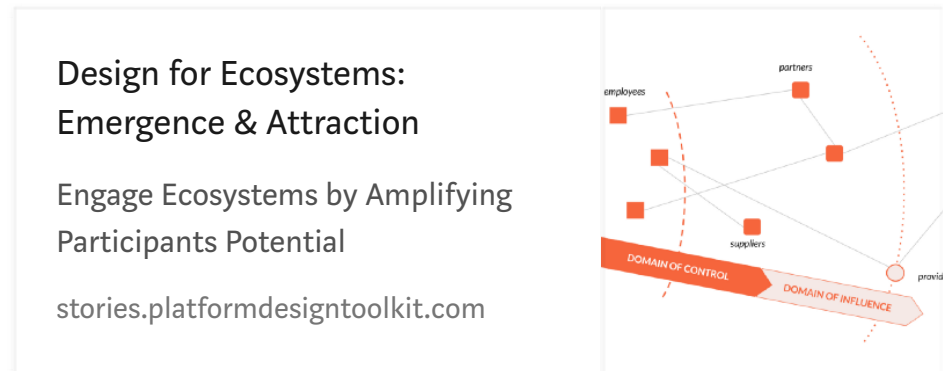 Design for Ecosystems:
Emergence & Attraction
Engage Ecosystems by Amplifying
Participants Potential
stories.platformdesigntoolkit.com
partners
employees
suppliers
DOMAIN OF CONTROL
DOMAIN OF INFLUENCE